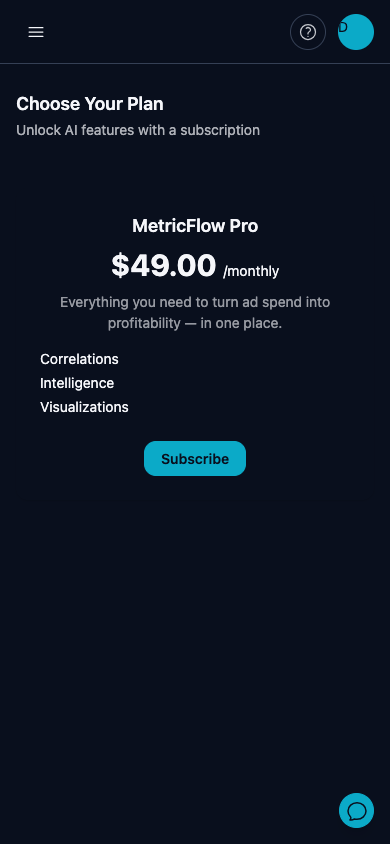 D
Choose Your Plan
Unlock AI features with a subscription
MetricFlow Pro
$49.00 /monthly
Everything you need to turn ad spend into
profitability — in one place.
Correlations
Intelligence
Visualizations
Subscribe